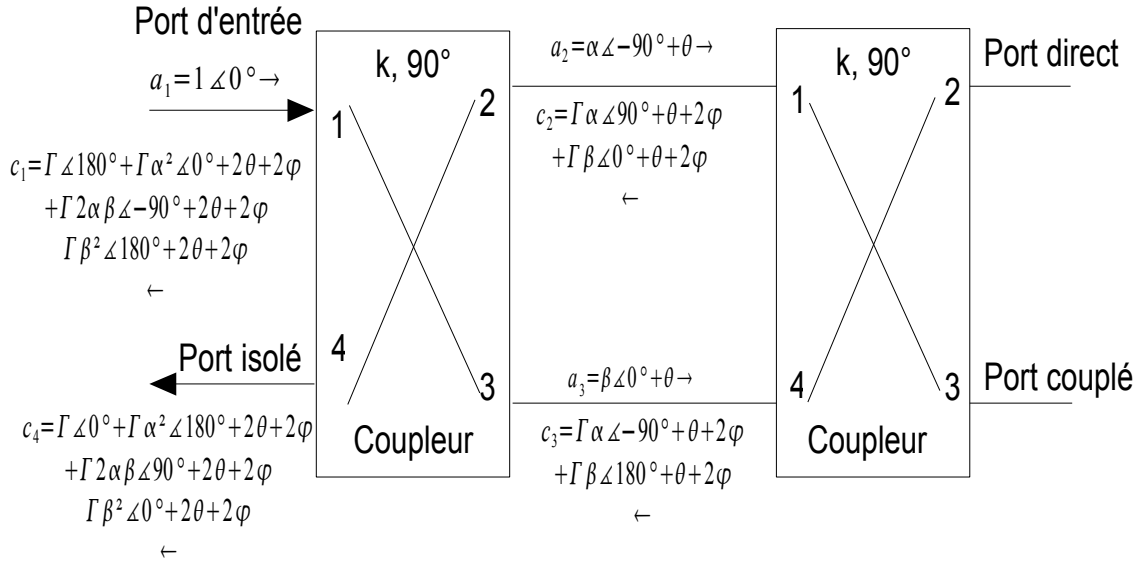 Port d'entrée
a₁=1∡0°→
c₁=Γ∡180°+Γα²∡0°+2θ+2φ
+Γ2αβ∡−90°+2θ+2φ
Γβ²∡180°+2θ+2φ
←
Port isolé
c₄=Γ∡0°+Γα²∡180°+2θ+2φ
+Γ2αβ∡90°+2θ+2φ
Γβ²∡0°+2θ+2φ
←
k, 90°
1
2
4
3
Coupleur
a₂=α∡−90°+θ→
c₂=Γα∡90°+θ+2φ
+Γβ∡0°+θ+2φ
←
a₃=β∡0°+θ→
c₃=Γα∡−90°+θ+2φ
+Γβ∡180°+θ+2φ
←
k, 90°
1
2
4
3
Coupleur
Port direct
Port couplé